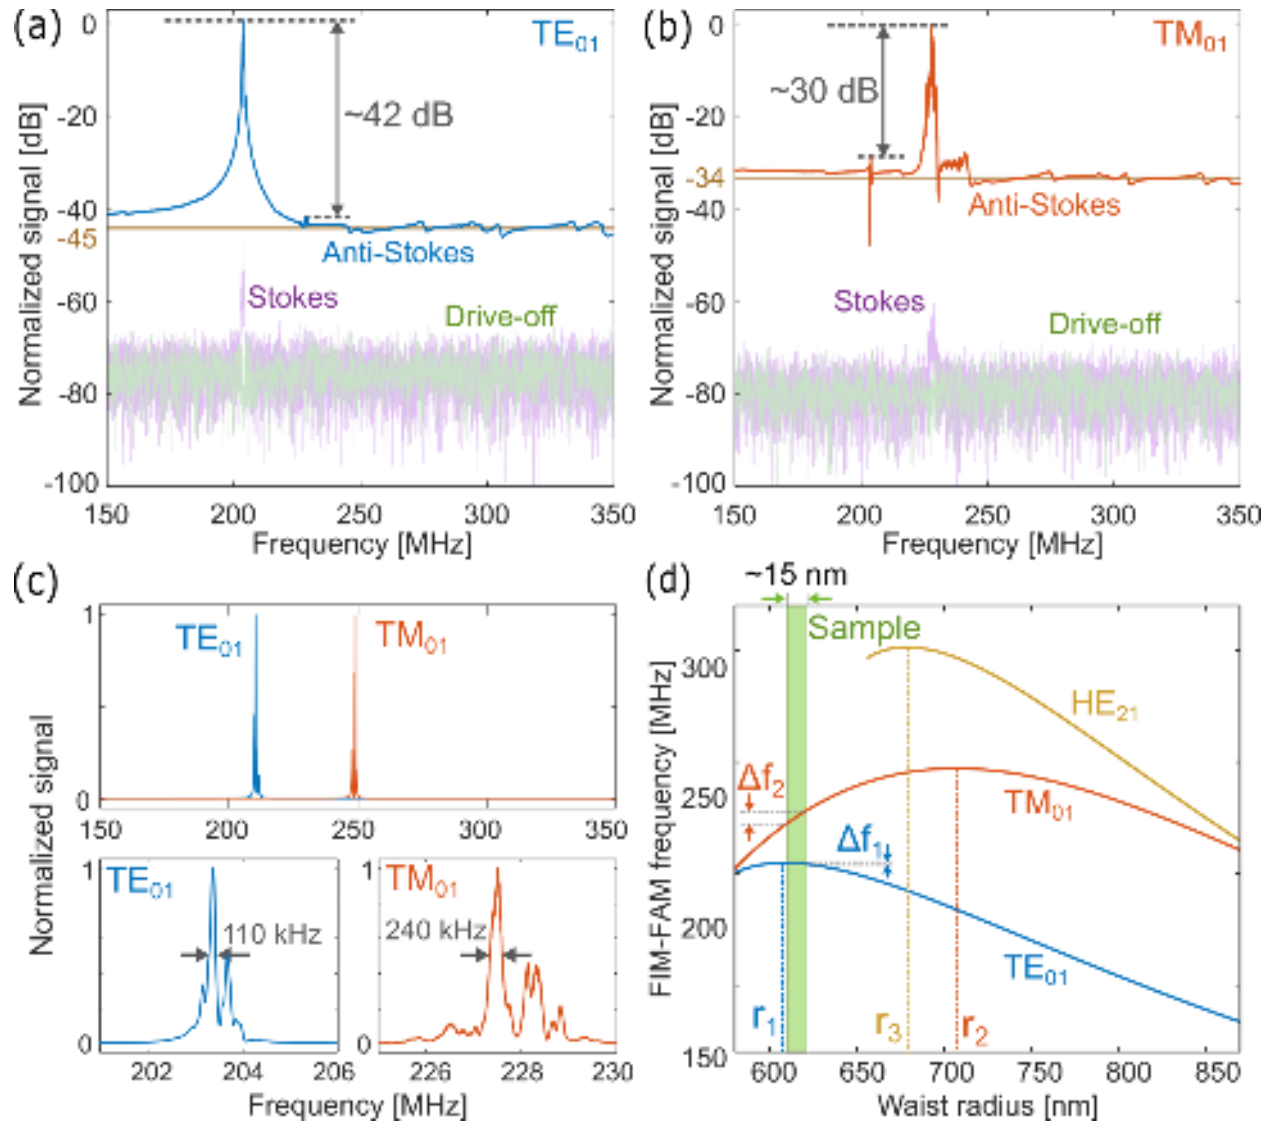 (a)
TE01
Normalized signal [dB]
0
-20
-40
-45
-60
-80
-100
~42 dB
Anti-Stokes
Stokes
Drive-off
150 200 250 300 350
Frequency [MHz]
(b)
TM01
Normalized signal [dB]
0
-20
-34
-40
-60
-80
-100
~30 dB
Anti-Stokes
Stokes
Drive-off
150 200 250 300 350
Frequency [MHz]
(c)
Normalized signal
1
0
TE01 TM01
150 200 250 300 350
1
0
TE01
110 kHz
202 204 206
1
0
TM01
240 kHz
226 228 230
Frequency [MHz]
(d)
~15 nm
Sample
FIM-FAM frequency [MHz]
300
250
200
150
HE21
Δf2
TM01
Δf1
TE01
r1 r3 r2
600 650 700 750 800 850
Waist radius [nm]